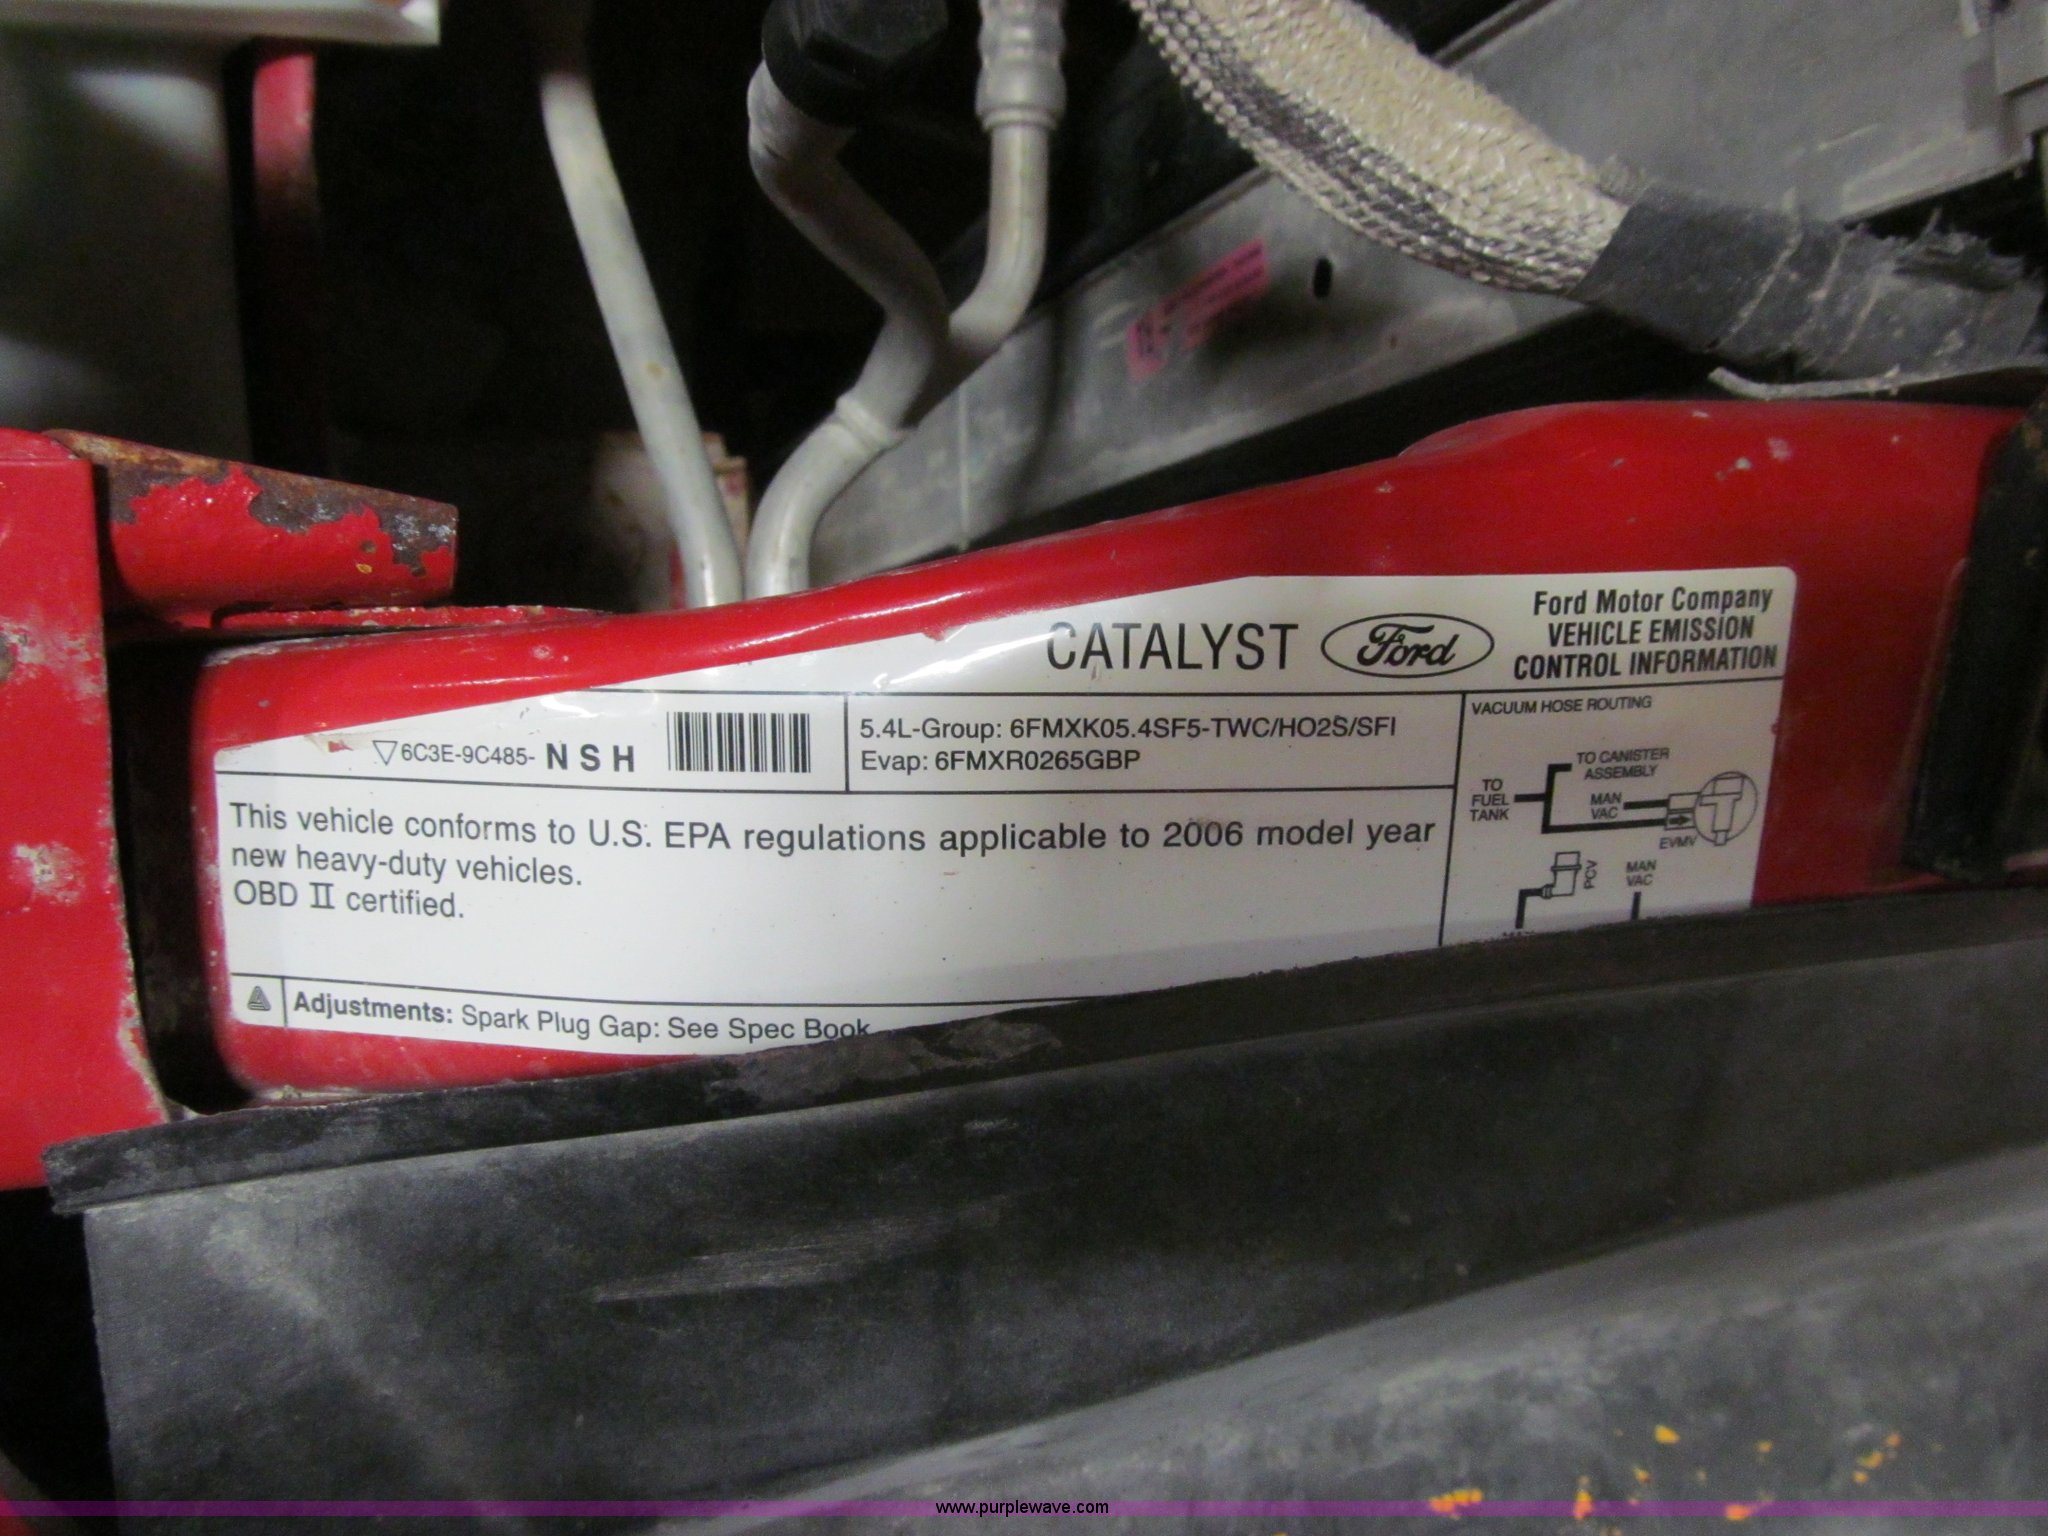 CATALYST
Ford
Ford Motor Company
VEHICLE EMISSION
CONTROL INFORMATION
6C3E-9C485- NSH
5.4L-Group: 6FMXK05.4SF5-TWC/HO2S/SFI
Evap: 6FMXR0265GBP
This vehicle conforms to U.S. EPA regulations applicable to 2006 model year
new heavy-duty vehicles.
OBD II certified.
Adjustments: Spark Plug Gap: See Spec Book
VACUUM HOSE ROUTING
TO CANISTER
ASSEMBLY
TO
FUEL
TANK
MAN
VAC
EVMV
PCV
MAN
VAC
www.purplewave.com